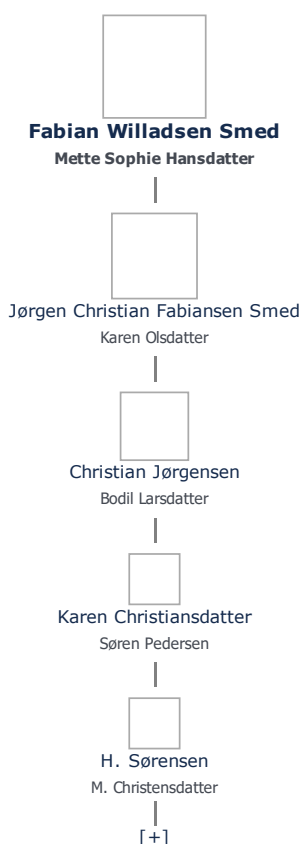 Fabian Willadsen Smed
Mette Sophie Hansdatter
Jørgen Christian Fabiansen Smed
Karen Olsdatter
Christian Jørgensen
Bodil Larsdatter
Karen Christiansdatter
Søren Pedersen
H. Sørensen
M. Christensdatter
[+]